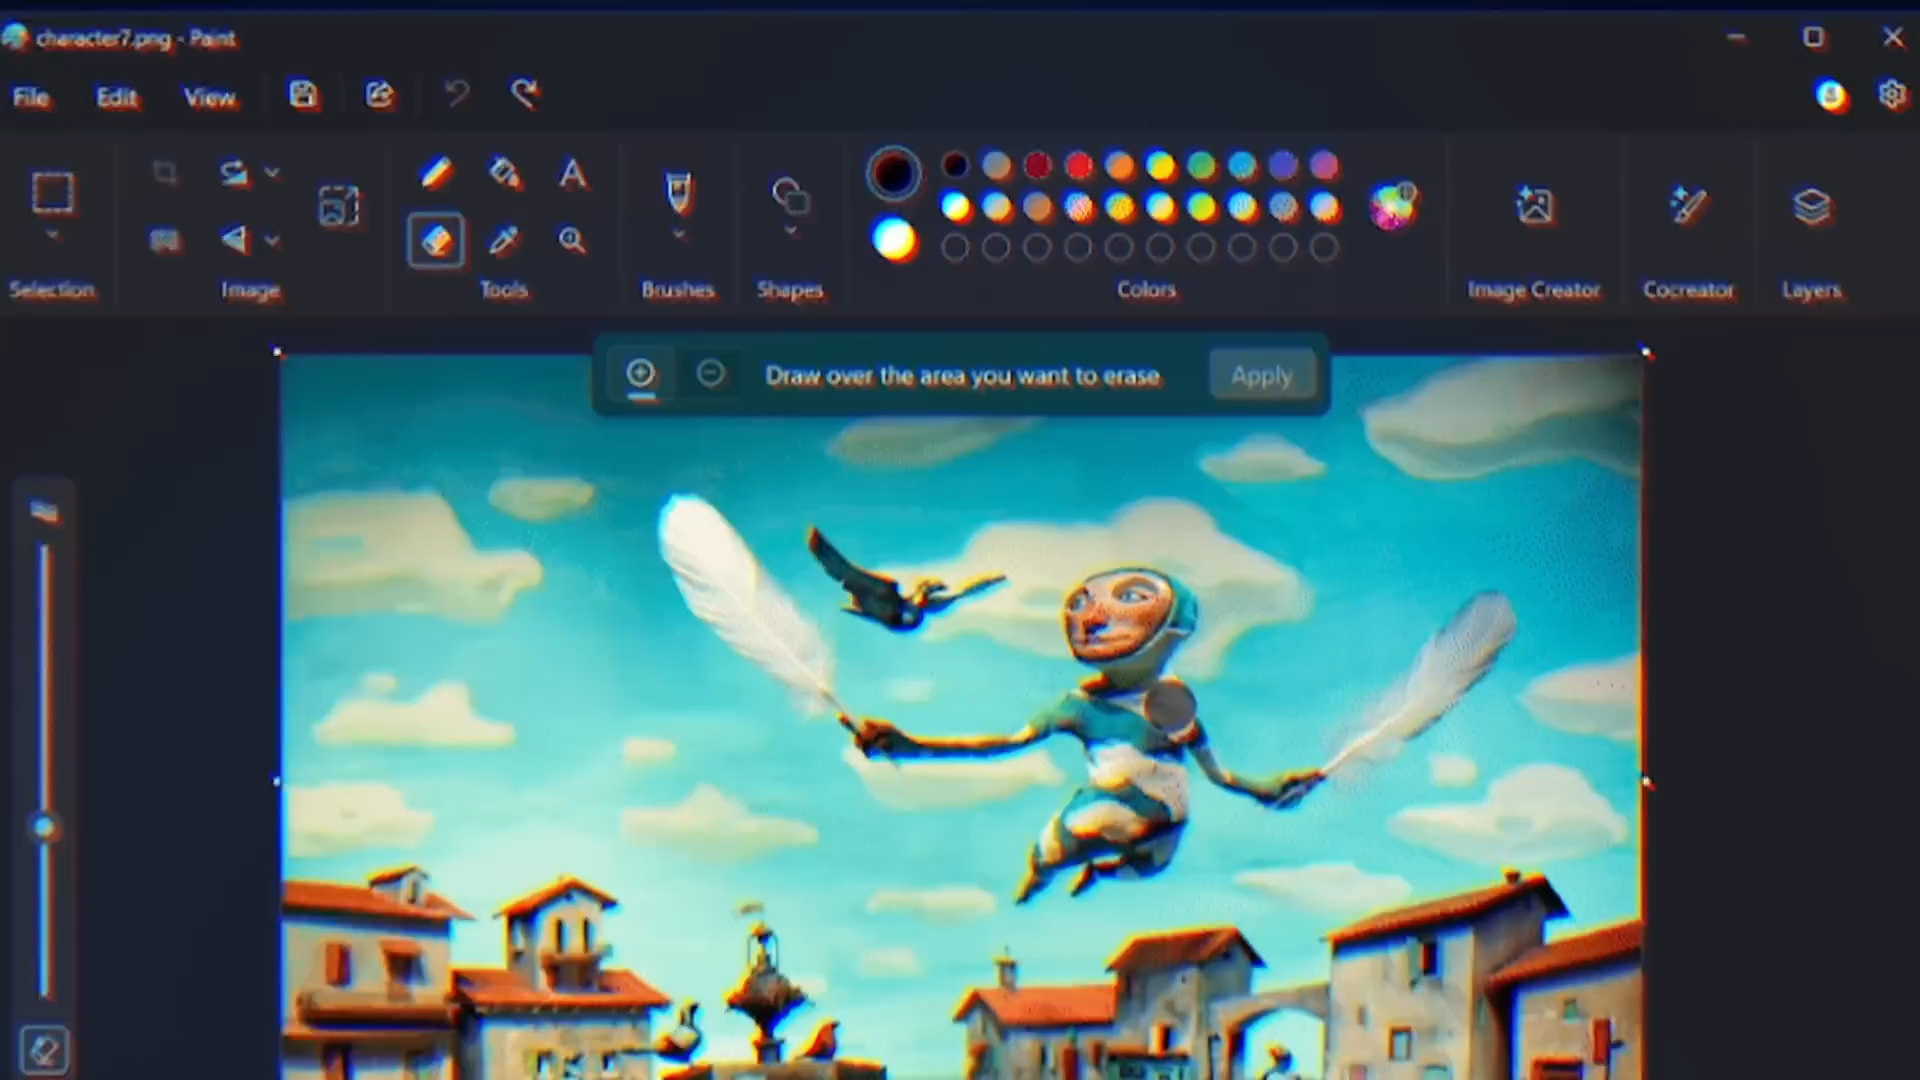 character7.png - Paint
File Edit View
Selection Image Tools Brushes Shapes Colors Image Creator Cocreator Layers
Draw over the area you want to erase Apply